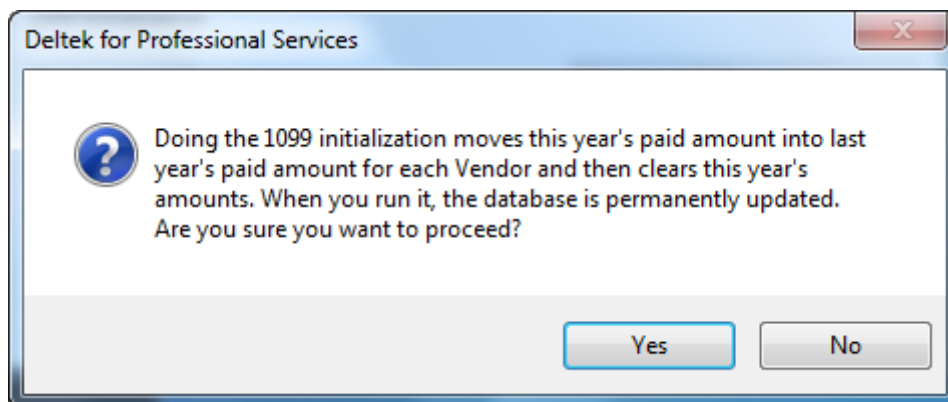 Deltek for Professional Services
Doing the 1099 initialization moves this year's paid amount into last
year's paid amount for each Vendor and then clears this year's
amounts. When you run it, the database is permanently updated.
Are you sure you want to proceed?
Yes
No